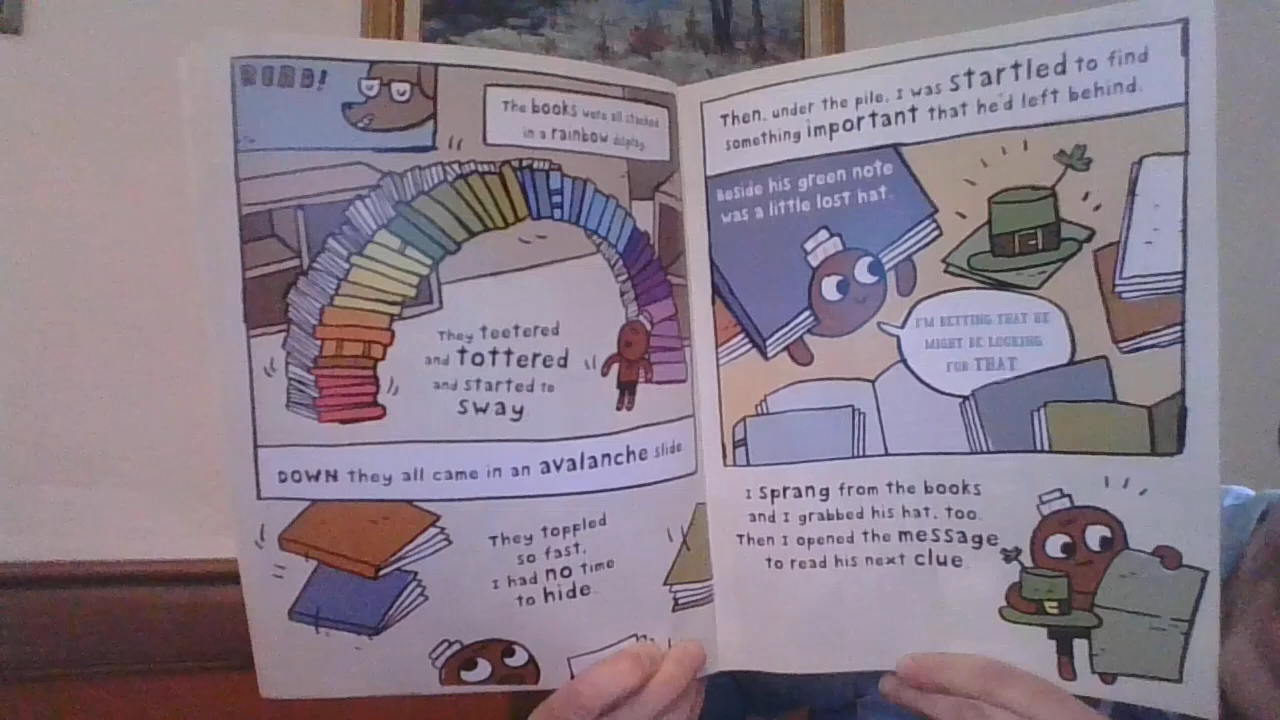 READ!
The books were all stacked
in a rainbow display.
They teetered
and tottered
and started to
sway
DOWN they all came in an avalanche slide
They toppled
so fast,
I had no time
to hide.
Then, under the pile, I was startled to find
something important that he'd left behind.
Beside his green note
was a little lost hat.
I'M BETTING THAT HE
MIGHT BE LOOKING
FOR THAT
I sprang from the books
and I grabbed his hat, too.
Then I opened the message
to read his next clue.